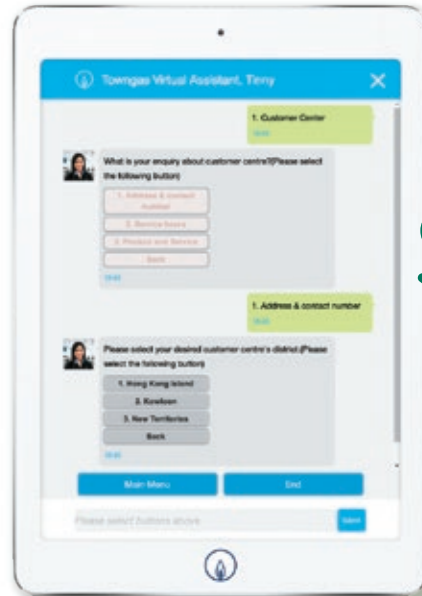 Towngas Virtual Assistant, Tinny
1. Customer Center
What is your enquiry about customer centre?(Please select
the following button)
1. Address & contact
number
2. Service hours
3. Product and Service
Back
1. Address & contact number
Please select your desired customer centre's district.(Please
select the following button)
1. Hong Kong Island
2. Kowloon
3. New Territories
Back
Main Menu
End
Please select buttons above